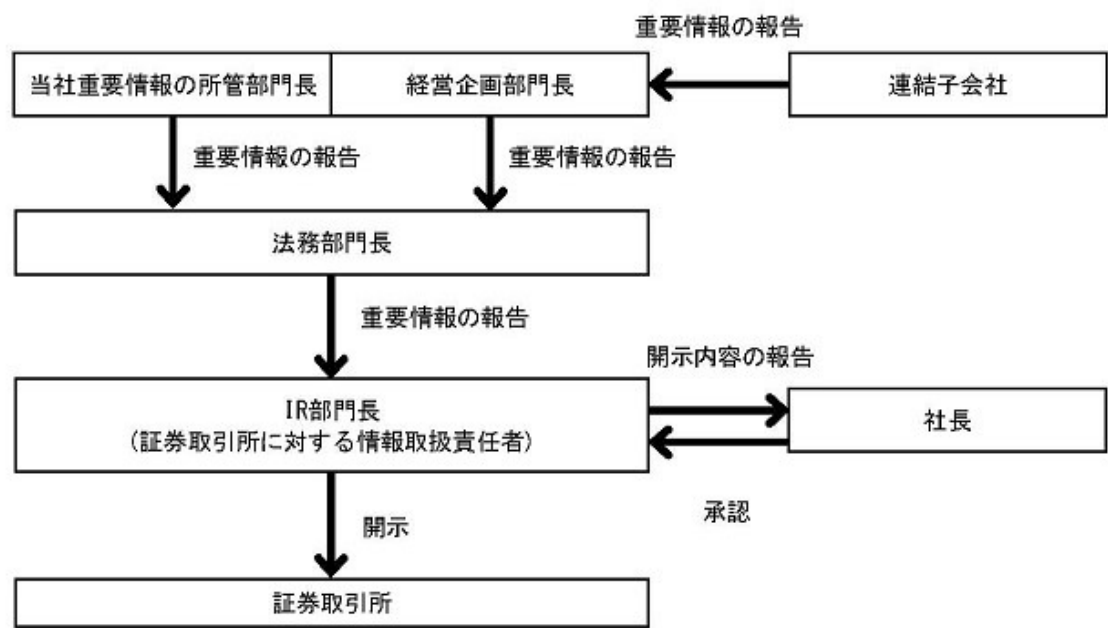 重要情報の報告
当社重要情報の所管部門長
経営企画部門長
連結子会社
重要情報の報告
重要情報の報告
法務部門長
重要情報の報告
開示内容の報告
IR部門長
(証券取引所に対する情報取扱責任者)
社長
承認
開示
証券取引所